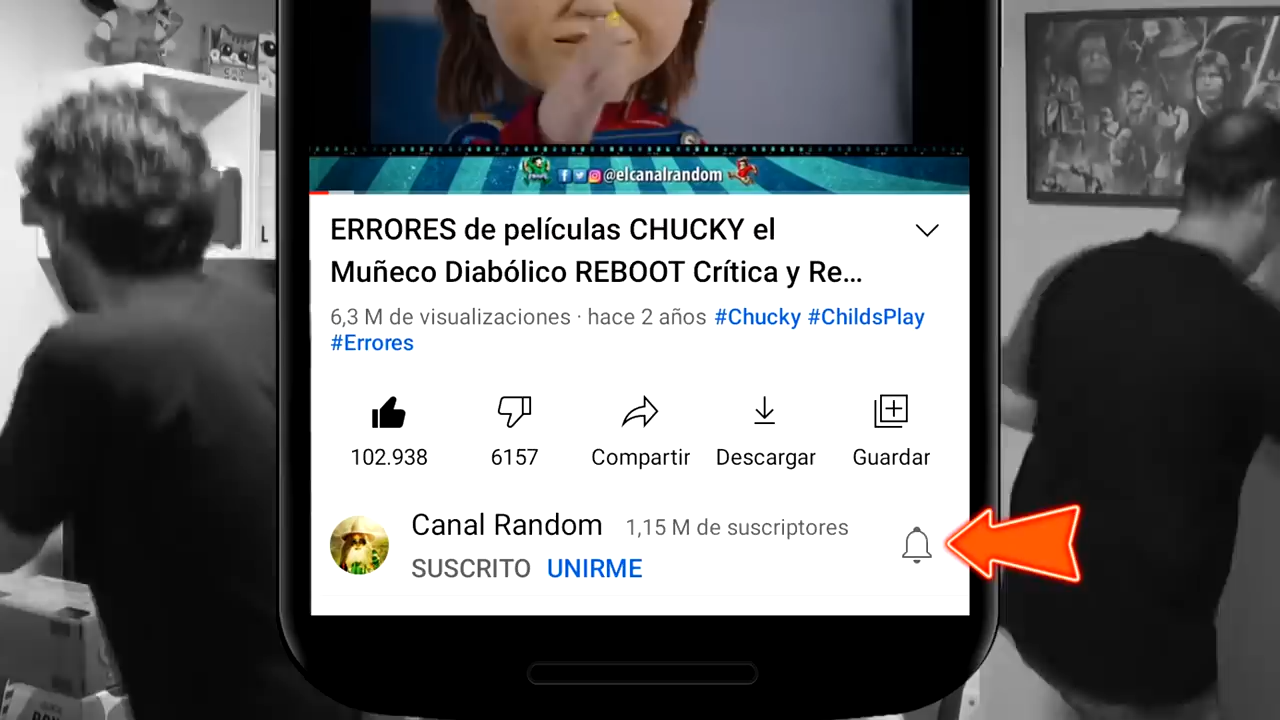 @elcanalrandom
ERRORES de películas CHUCKY el
Muñeco Diabólico REBOOT Crítica y Re...
6,3 M de visualizaciones · hace 2 años #Chucky #ChildsPlay
#Errores
102.938
6157
Compartir
Descargar
Guardar
Canal Random 1,15 M de suscriptores
SUSCRITO UNIRME